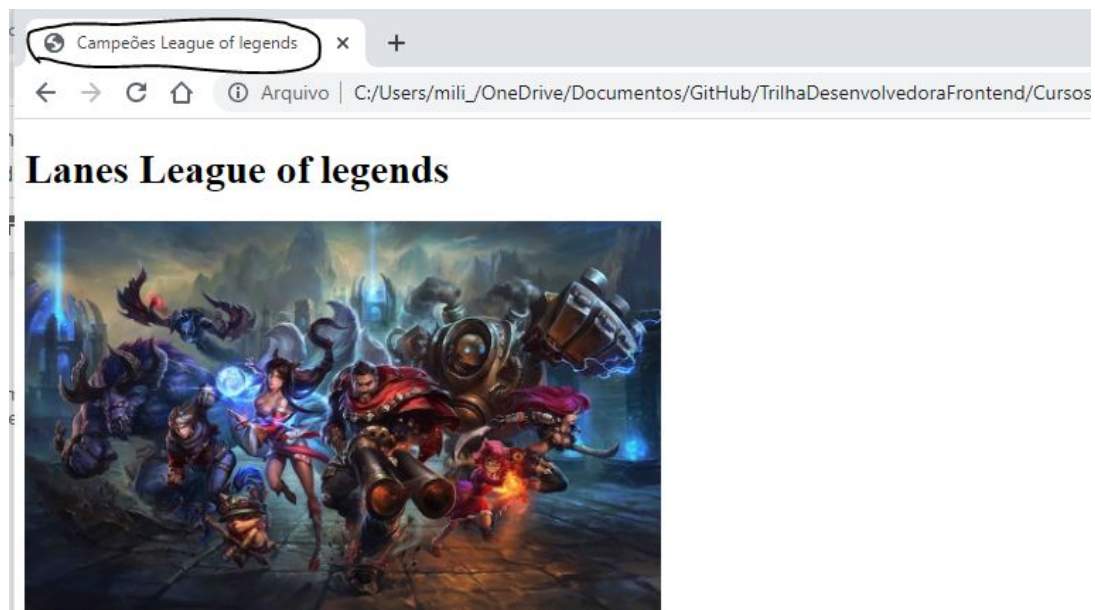 Campeões League of legends
Arquivo | C:/Users/mili_/OneDrive/Documentos/GitHub/TrilhaDesenvolvedoraFrontend/Cursos
Lanes League of legends